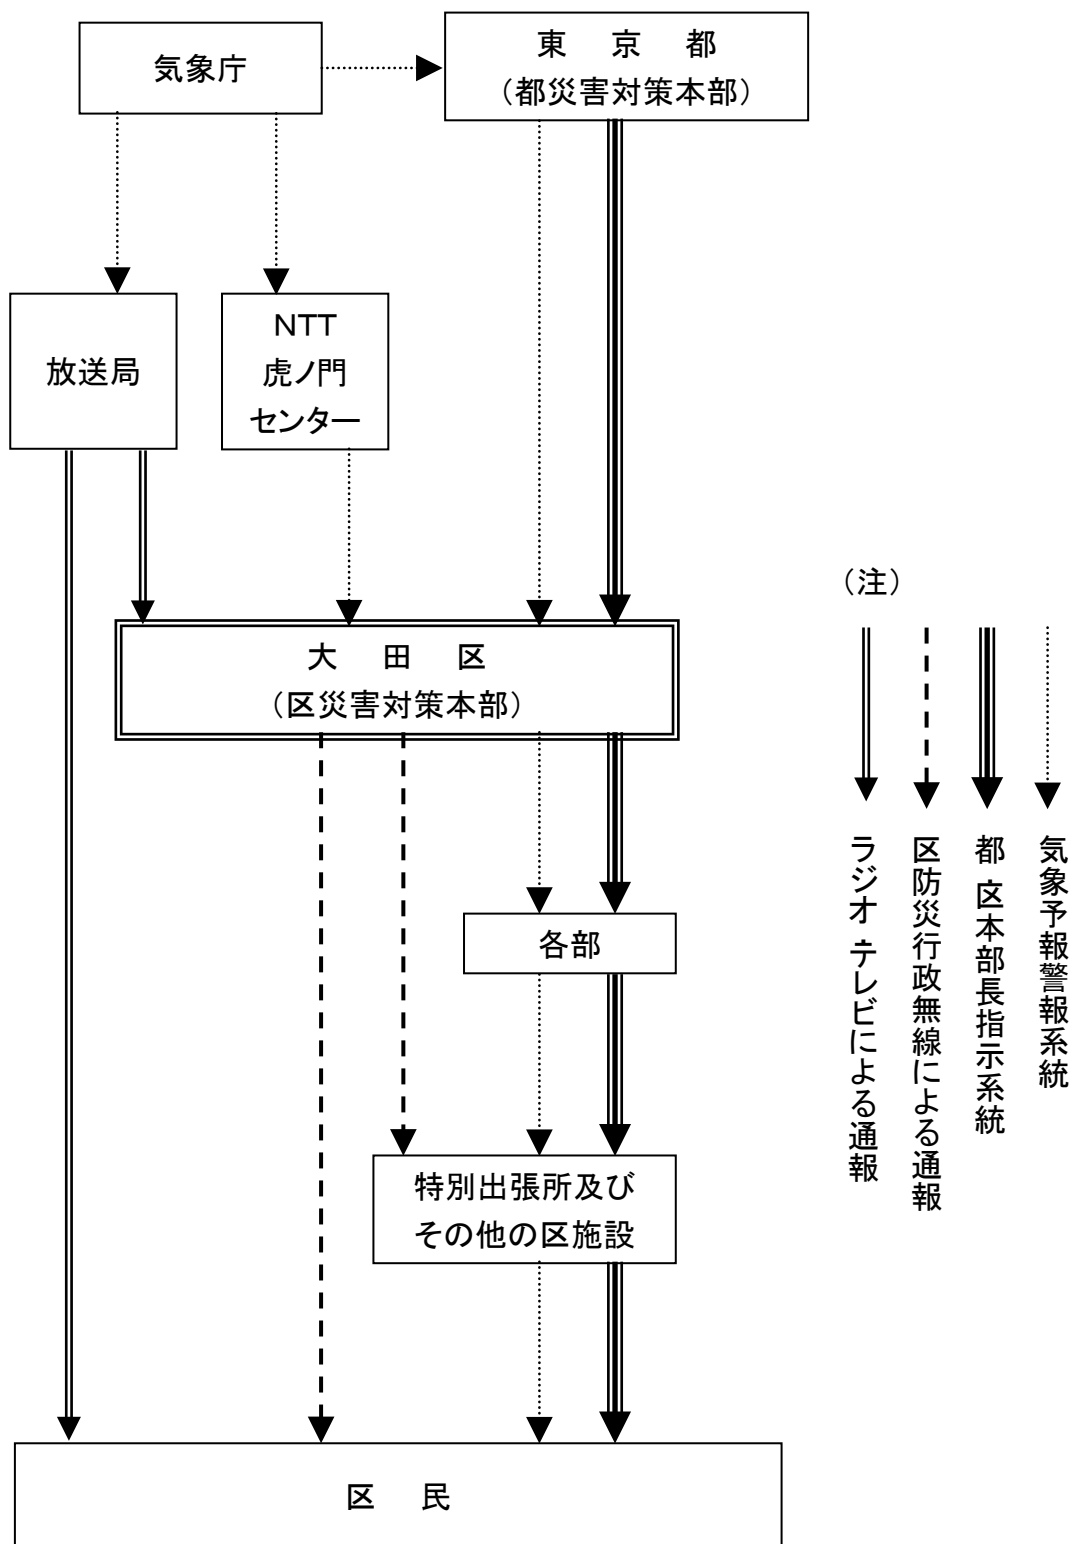 気象庁
東 京 都
（都災害対策本部）
放送局
NTT
虎ノ門
センター
大 田 区
（区災害対策本部）
各部
特別出張所及び
その他の区施設
区 民
（注）
気象予報警報系統
都・区本部長指示系統
区防災行政無線による通報
ラジオ・テレビによる通報